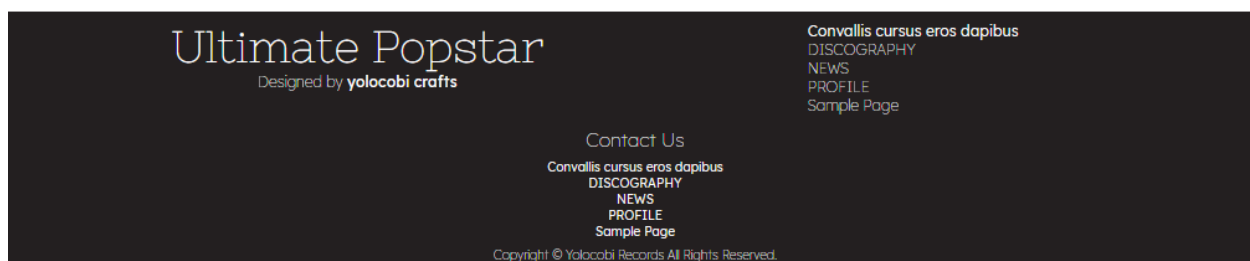 Ultimate Popstar
Designed by yolocobi crafts
Convallis cursus eros dapibus
DISCOGRAPHY
NEWS
PROFILE
Sample Page
Contact Us
Convallis cursus eros dapibus
DISCOGRAPHY
NEWS
PROFILE
Sample Page
Copyright © Yolocobi Records All Rights Reserved.